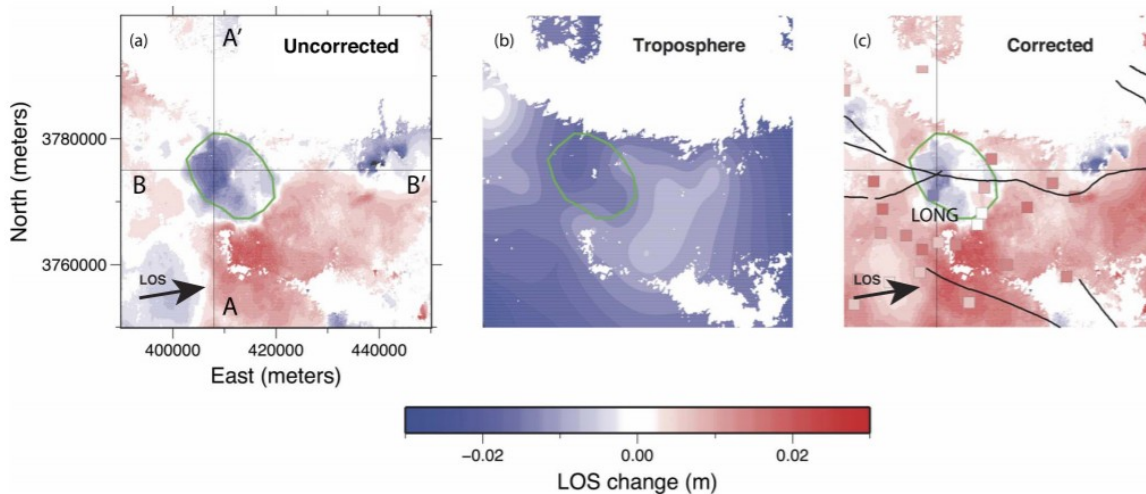 (a) A′ Uncorrected
(b) Troposphere
(c) Corrected
North (meters)
3780000
3760000
B B′
LOS
A
LONG
LOS
400000 420000 440000
East (meters)
−0.02 0.00 0.02
LOS change (m)